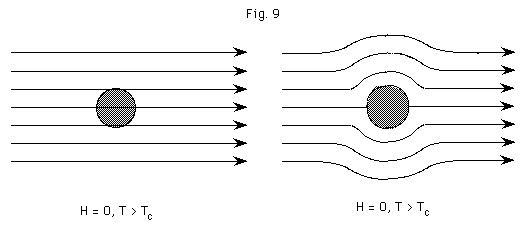 Fig. 9
H = 0, T > Tc
H = 0, T > Tc